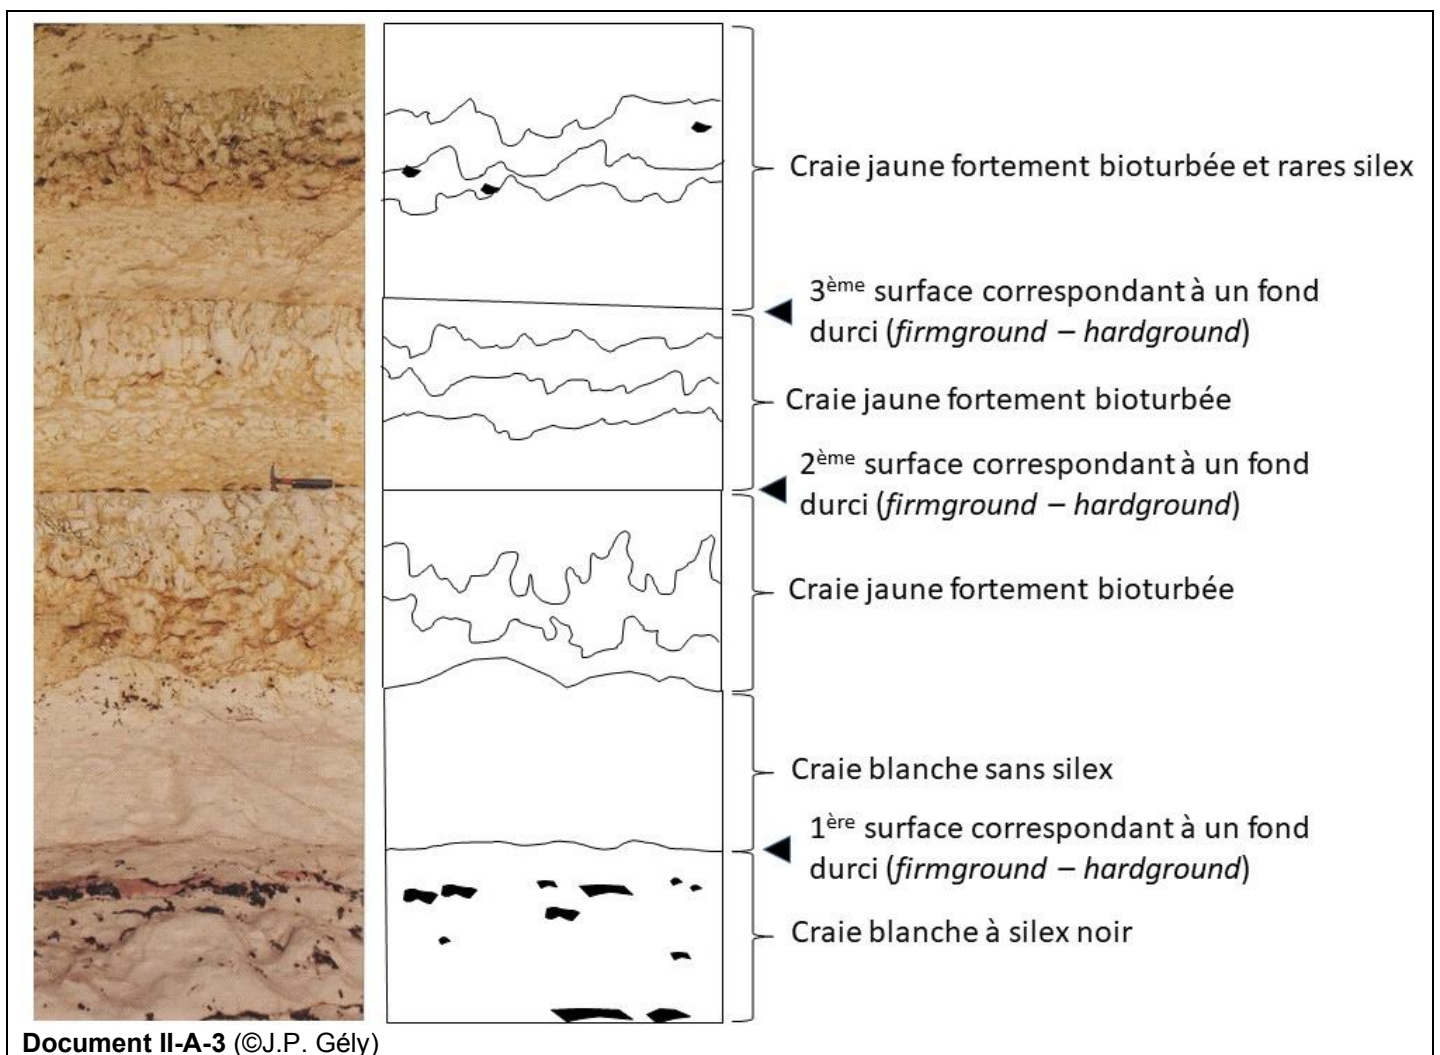 Craie jaune fortement bioturbée et rares silex
3ème surface correspondant à un fond
durci (firmground – hardground)
Craie jaune fortement bioturbée
2ème surface correspondant à un fond
durci (firmground – hardground)
Craie jaune fortement bioturbée
Craie blanche sans silex
1ère surface correspondant à un fond
durci (firmground – hardground)
Craie blanche à silex noir
Document II-A-3 (©J.P. Gély)